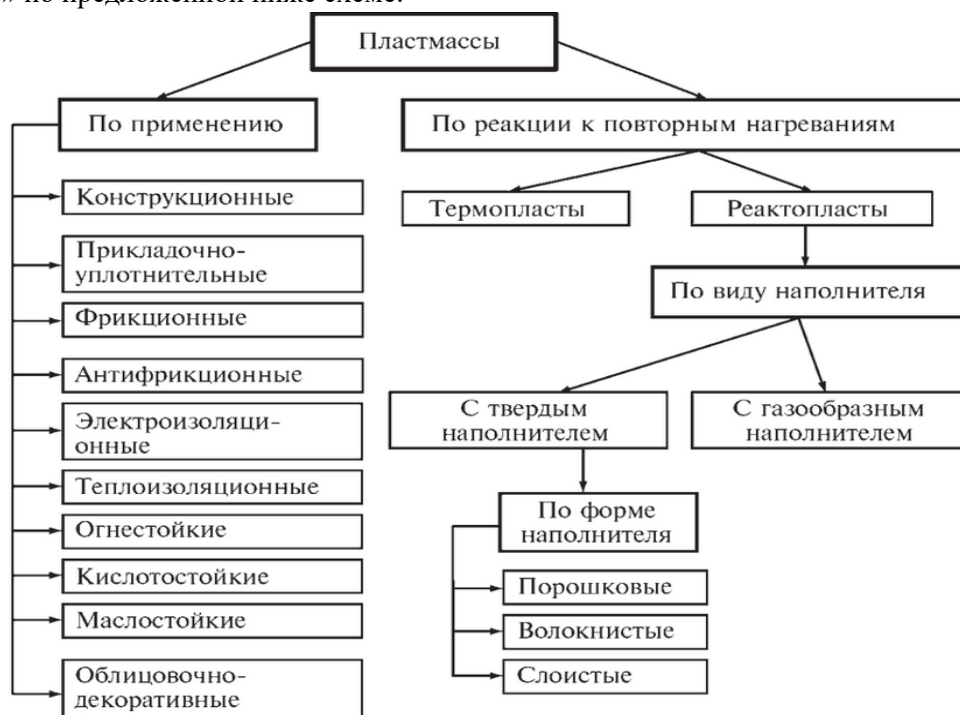 » по предложенной ниже схеме.
Пластмассы
По применению
По реакции к повторным нагреваниям
Конструкционные
Прикладочно-
уплотнительные
Фрикционные
Антифрикционные
Электроизоляци-
онные
Теплоизоляционные
Огнестойкие
Кислотостойкие
Маслостойкие
Облицовочно-
декоративные
Термопласты
Реактопласты
По виду наполнителя
С твердым
наполнителем
С газообразным
наполнителем
По форме
наполнителя
Порошковые
Волокнистые
Слоистые